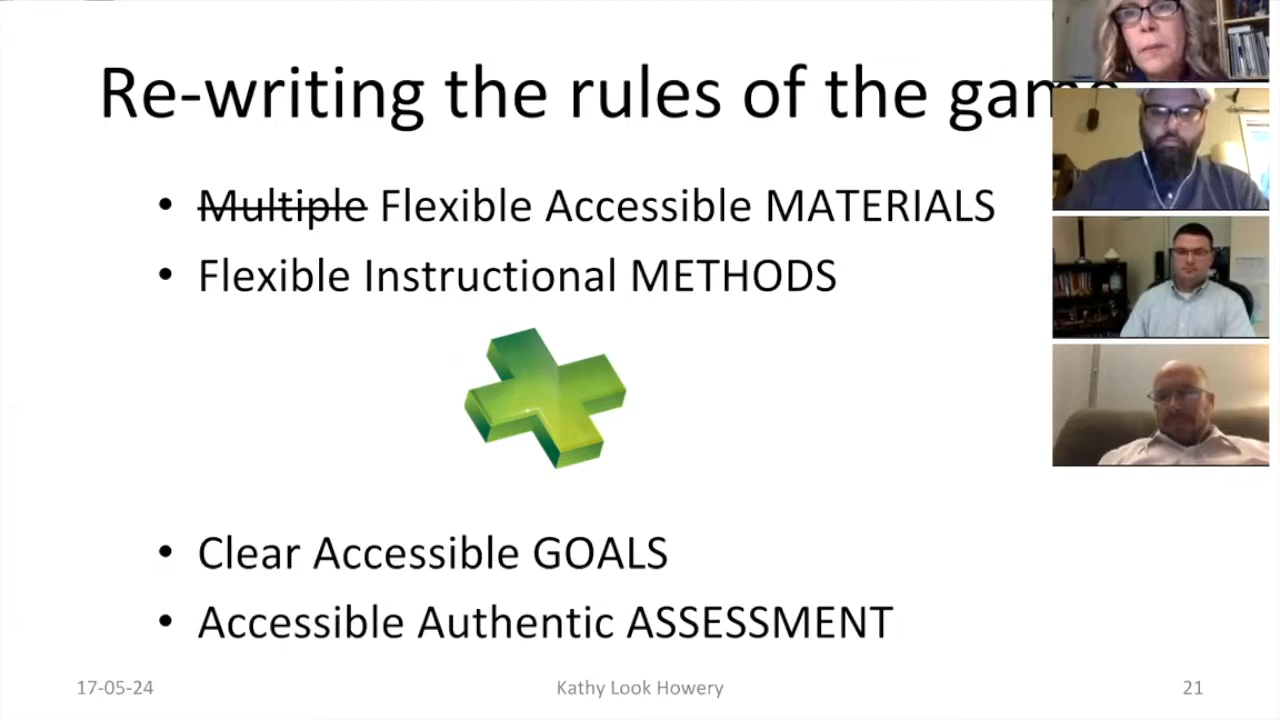 Re-writing the rules of the game
• Multiple Flexible Accessible MATERIALS
• Flexible Instructional METHODS
• Clear Accessible GOALS
• Accessible Authentic ASSESSMENT
17-05-24
Kathy Look Howery
21